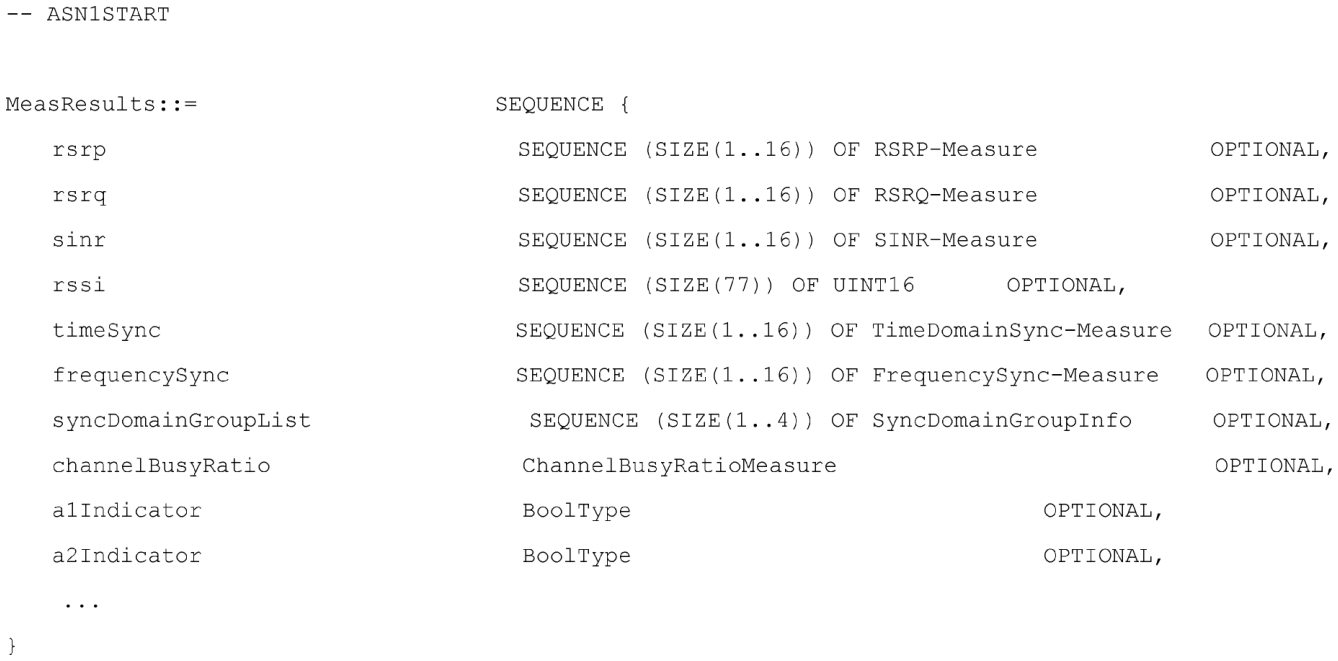 -- ASN1START
MeasResults::= SEQUENCE {
rsrp SEQUENCE (SIZE(1..16)) OF RSRP-Measure OPTIONAL,
rsrq SEQUENCE (SIZE(1..16)) OF RSRQ-Measure OPTIONAL,
sinr SEQUENCE (SIZE(1..16)) OF SINR-Measure OPTIONAL,
rssi SEQUENCE (SIZE(77)) OF UINT16 OPTIONAL,
timeSync SEQUENCE (SIZE(1..16)) OF TimeDomainSync-Measure OPTIONAL,
frequencySync SEQUENCE (SIZE(1..16)) OF FrequencySync-Measure OPTIONAL,
syncDomainGroupList SEQUENCE (SIZE(1..4)) OF SyncDomainGroupInfo OPTIONAL,
channelBusyRatio ChannelBusyRatioMeasure OPTIONAL,
a1Indicator BoolType OPTIONAL,
a2Indicator BoolType OPTIONAL,
...
}